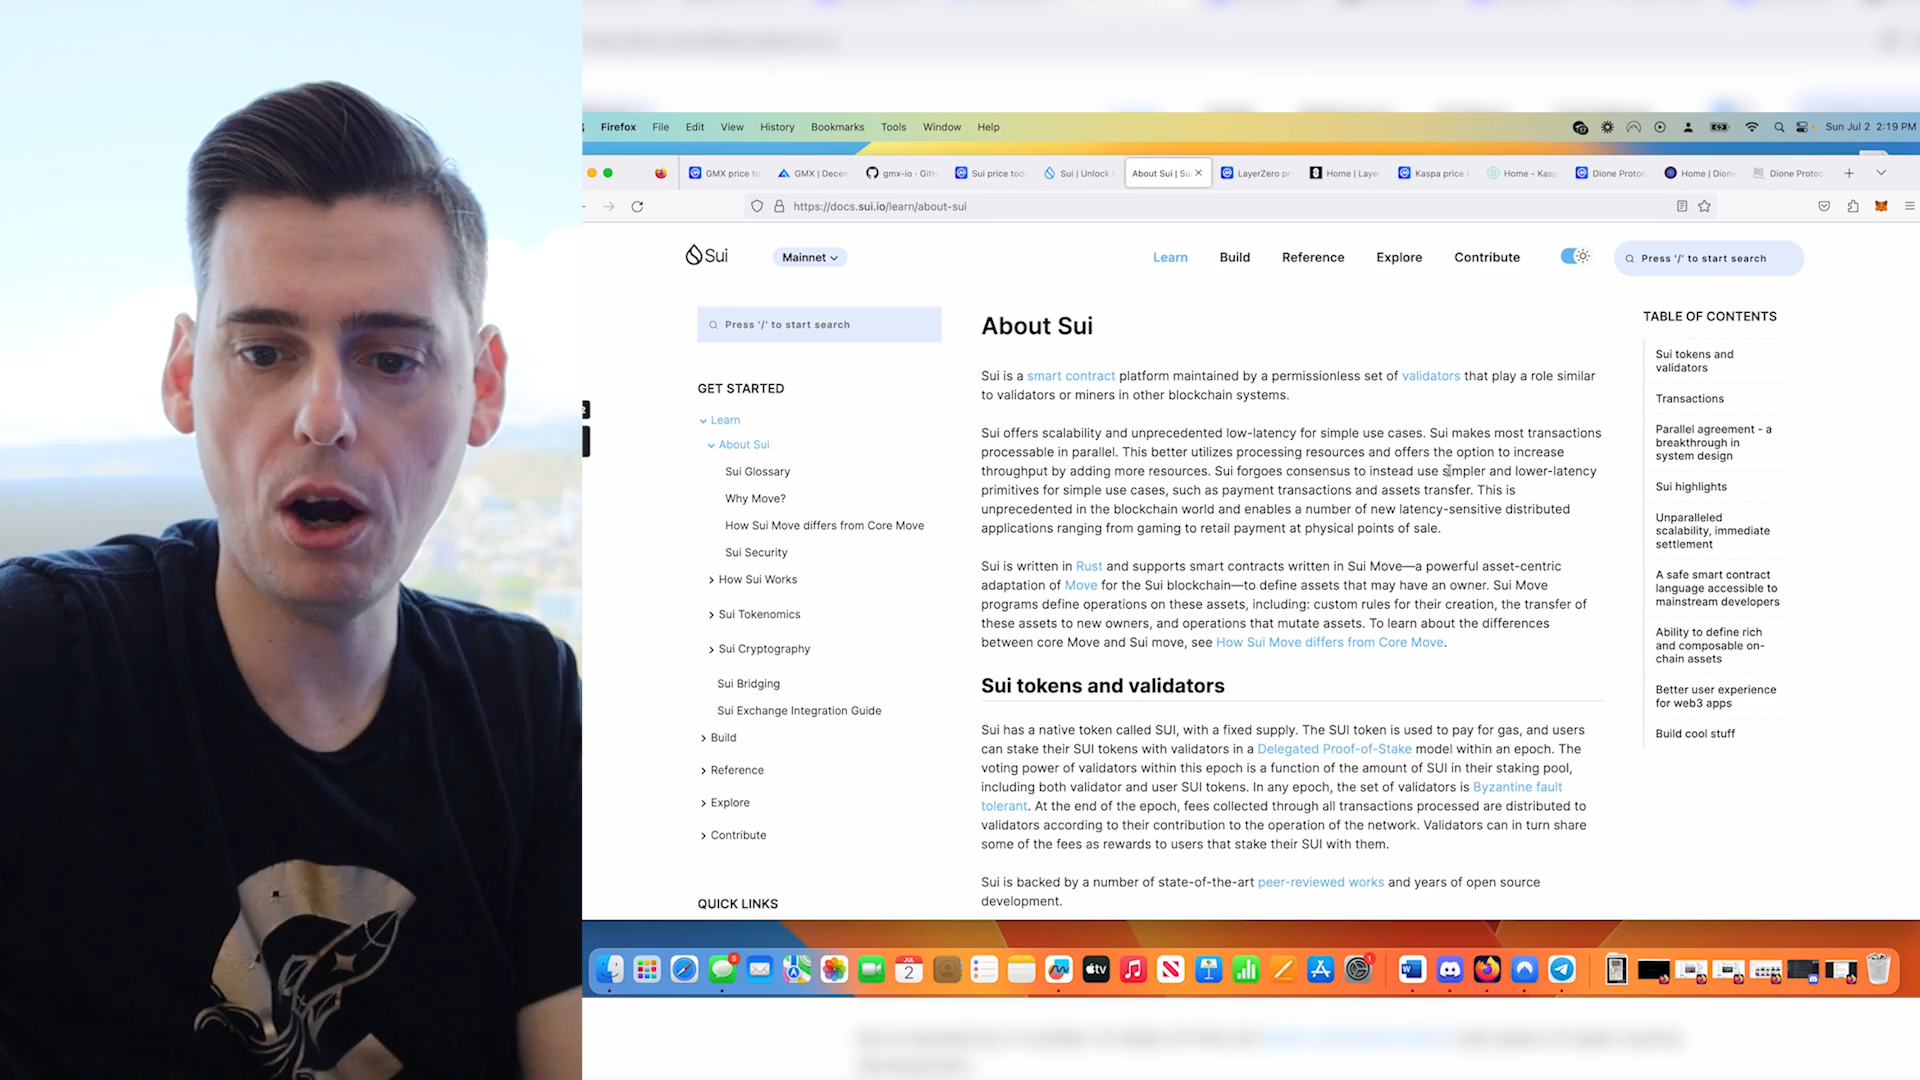 Firefox File Edit View History Bookmarks Tools Window Help Sun Jul 2 2:19 PM
GMX price to GMX | Decen gmx-io - GitH Sui price tod Sui | Unlock About Sui | Su LayerZero pr Home | Laye Kaspa price Home - Kasp Dione Protoc Home | Dione Dione Protoc
https://docs.sui.io/learn/about-sui
Sui Mainnet Learn Build Reference Explore Contribute Press '/' to start search
Press '/' to start search
GET STARTED
Learn
About Sui
Sui Glossary
Why Move?
How Sui Move differs from Core Move
Sui Security
How Sui Works
Sui Tokenomics
Sui Cryptography
Sui Bridging
Sui Exchange Integration Guide
Build
Reference
Explore
Contribute
QUICK LINKS
About Sui
Sui is a smart contract platform maintained by a permissionless set of validators that play a role similar
to validators or miners in other blockchain systems.
Sui offers scalability and unprecedented low-latency for simple use cases. Sui makes most transactions
processable in parallel. This better utilizes processing resources and offers the option to increase
throughput by adding more resources. Sui forgoes consensus to instead use simpler and lower-latency
primitives for simple use cases, such as payment transactions and assets transfer. This is
unprecedented in the blockchain world and enables a number of new latency-sensitive distributed
applications ranging from gaming to retail payment at physical points of sale.
Sui is written in Rust and supports smart contracts written in Sui Move—a powerful asset-centric
adaptation of Move for the Sui blockchain—to define assets that may have an owner. Sui Move
programs define operations on these assets, including: custom rules for their creation, the transfer of
these assets to new owners, and operations that mutate assets. To learn about the differences
between core Move and Sui move, see How Sui Move differs from Core Move.
Sui tokens and validators
Sui has a native token called SUI, with a fixed supply. The SUI token is used to pay for gas, and users
can stake their SUI tokens with validators in a Delegated Proof-of-Stake model within an epoch. The
voting power of validators within this epoch is a function of the amount of SUI in their staking pool,
including both validator and user SUI tokens. In any epoch, the set of validators is Byzantine fault
tolerant. At the end of the epoch, fees collected through all transactions processed are distributed to
validators according to their contribution to the operation of the network. Validators can in turn share
some of the fees as rewards to users that stake their SUI with them.
Sui is backed by a number of state-of-the-art peer-reviewed works and years of open source
development.
TABLE OF CONTENTS
Sui tokens and
validators
Transactions
Parallel agreement - a
breakthrough in
system design
Sui highlights
Unparalleled
scalability, immediate
settlement
A safe smart contract
language accessible to
mainstream developers
Ability to define rich
and composable on-
chain assets
Better user experience
for web3 apps
Build cool stuff
JUL
2
tv